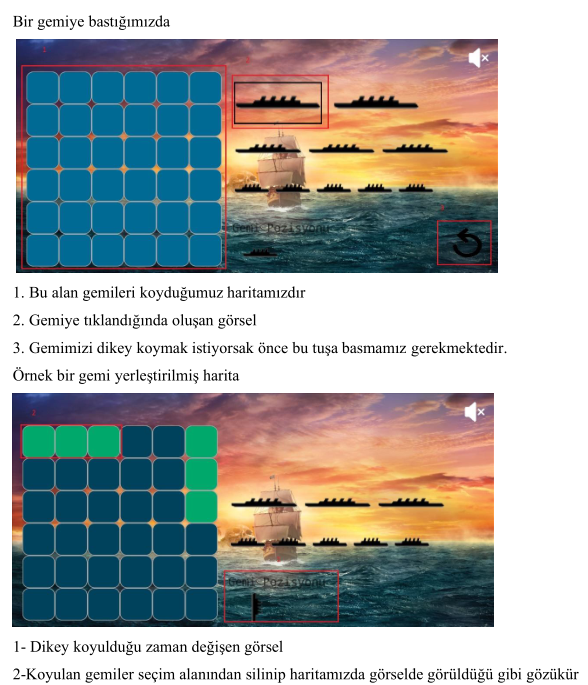 Bir gemiye bastığımızda
1
2
3
Gemi Pozisyonu
1. Bu alan gemileri koyduğumuz haritamızdır
2. Gemiye tıklandığında oluşan görsel
3. Gemimizi dikey koymak istiyorsak önce bu tuşa basmamız gerekmektedir.
Örnek bir gemi yerleştirilmiş harita
2
Gemi Pozisyonu
1- Dikey koyulduğu zaman değişen görsel
2-Koyulan gemiler seçim alanından silinip haritamızda görselde görüldüğü gibi gözükür